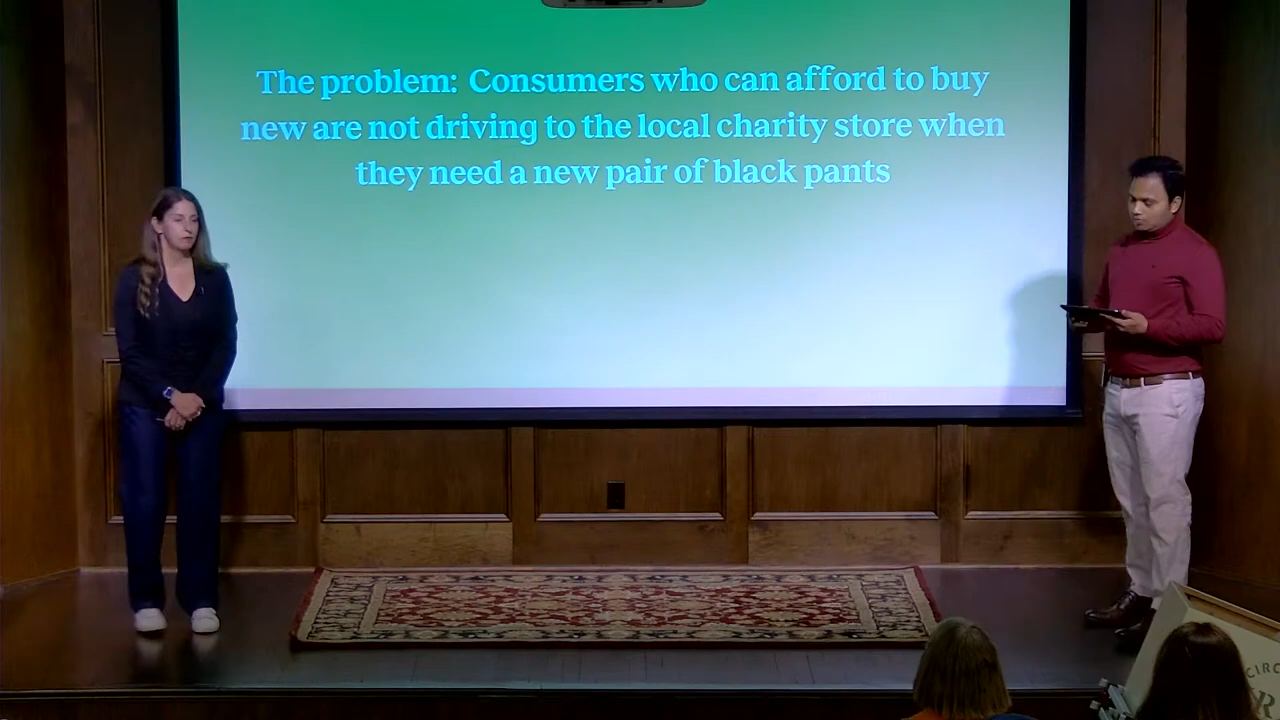 The problem: Consumers who can afford to buy
new are not driving to the local charity store when
they need a new pair of black pants
CIRC